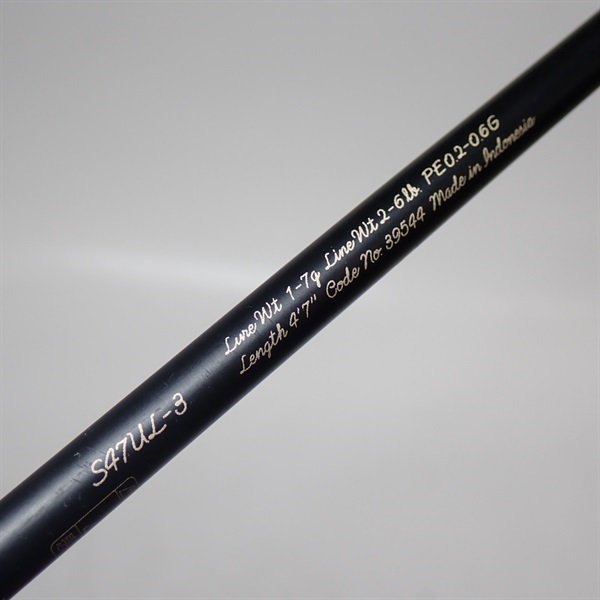 S47UL-3
Lure Wt 1-7g Line Wt 2-6lb. PE0.2-0.6G
Length 4'7" Code No. 39544 Made in Indonesia